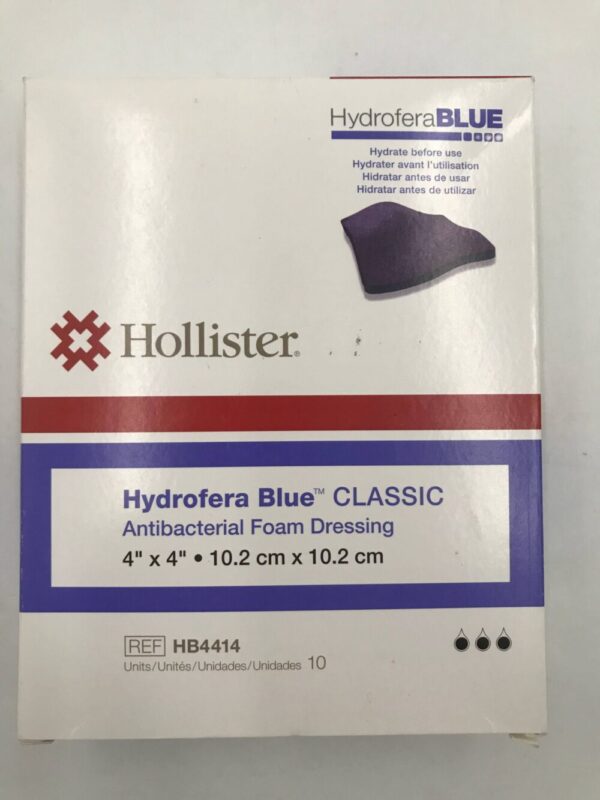 HydroferaBLUE
Hydrate before use
Hydrater avant l'utilisation
Hidratar antes de usar
Hidratar antes de utilizar
Hollister®
Hydrofera Blue™ CLASSIC
Antibacterial Foam Dressing
4" x 4" • 10.2 cm x 10.2 cm
REF HB4414
Units/Unités/Unidades/Unidades 10